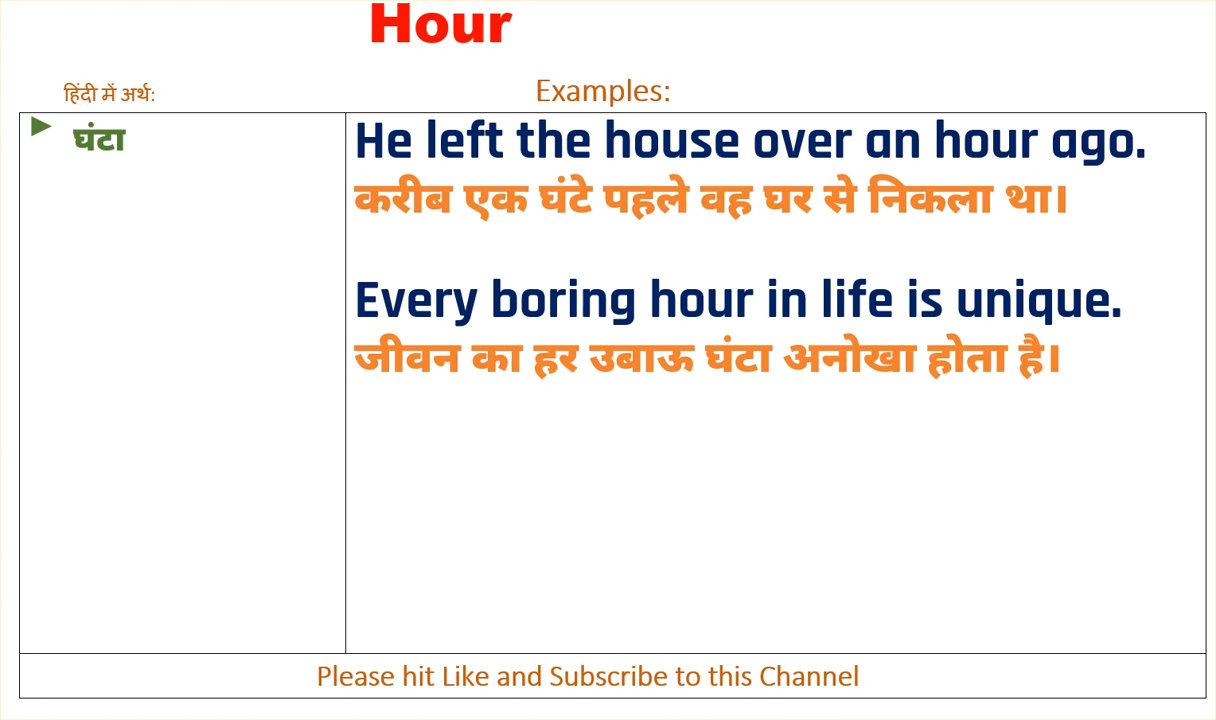 Hour
हिंदी में अर्थ:
Examples:
घंटा
He left the house over an hour ago.
करीब एक घंटे पहले वह घर से निकला था।
Every boring hour in life is unique.
जीवन का हर उबाऊ घंटा अनोखा होता है।
Please hit Like and Subscribe to this Channel